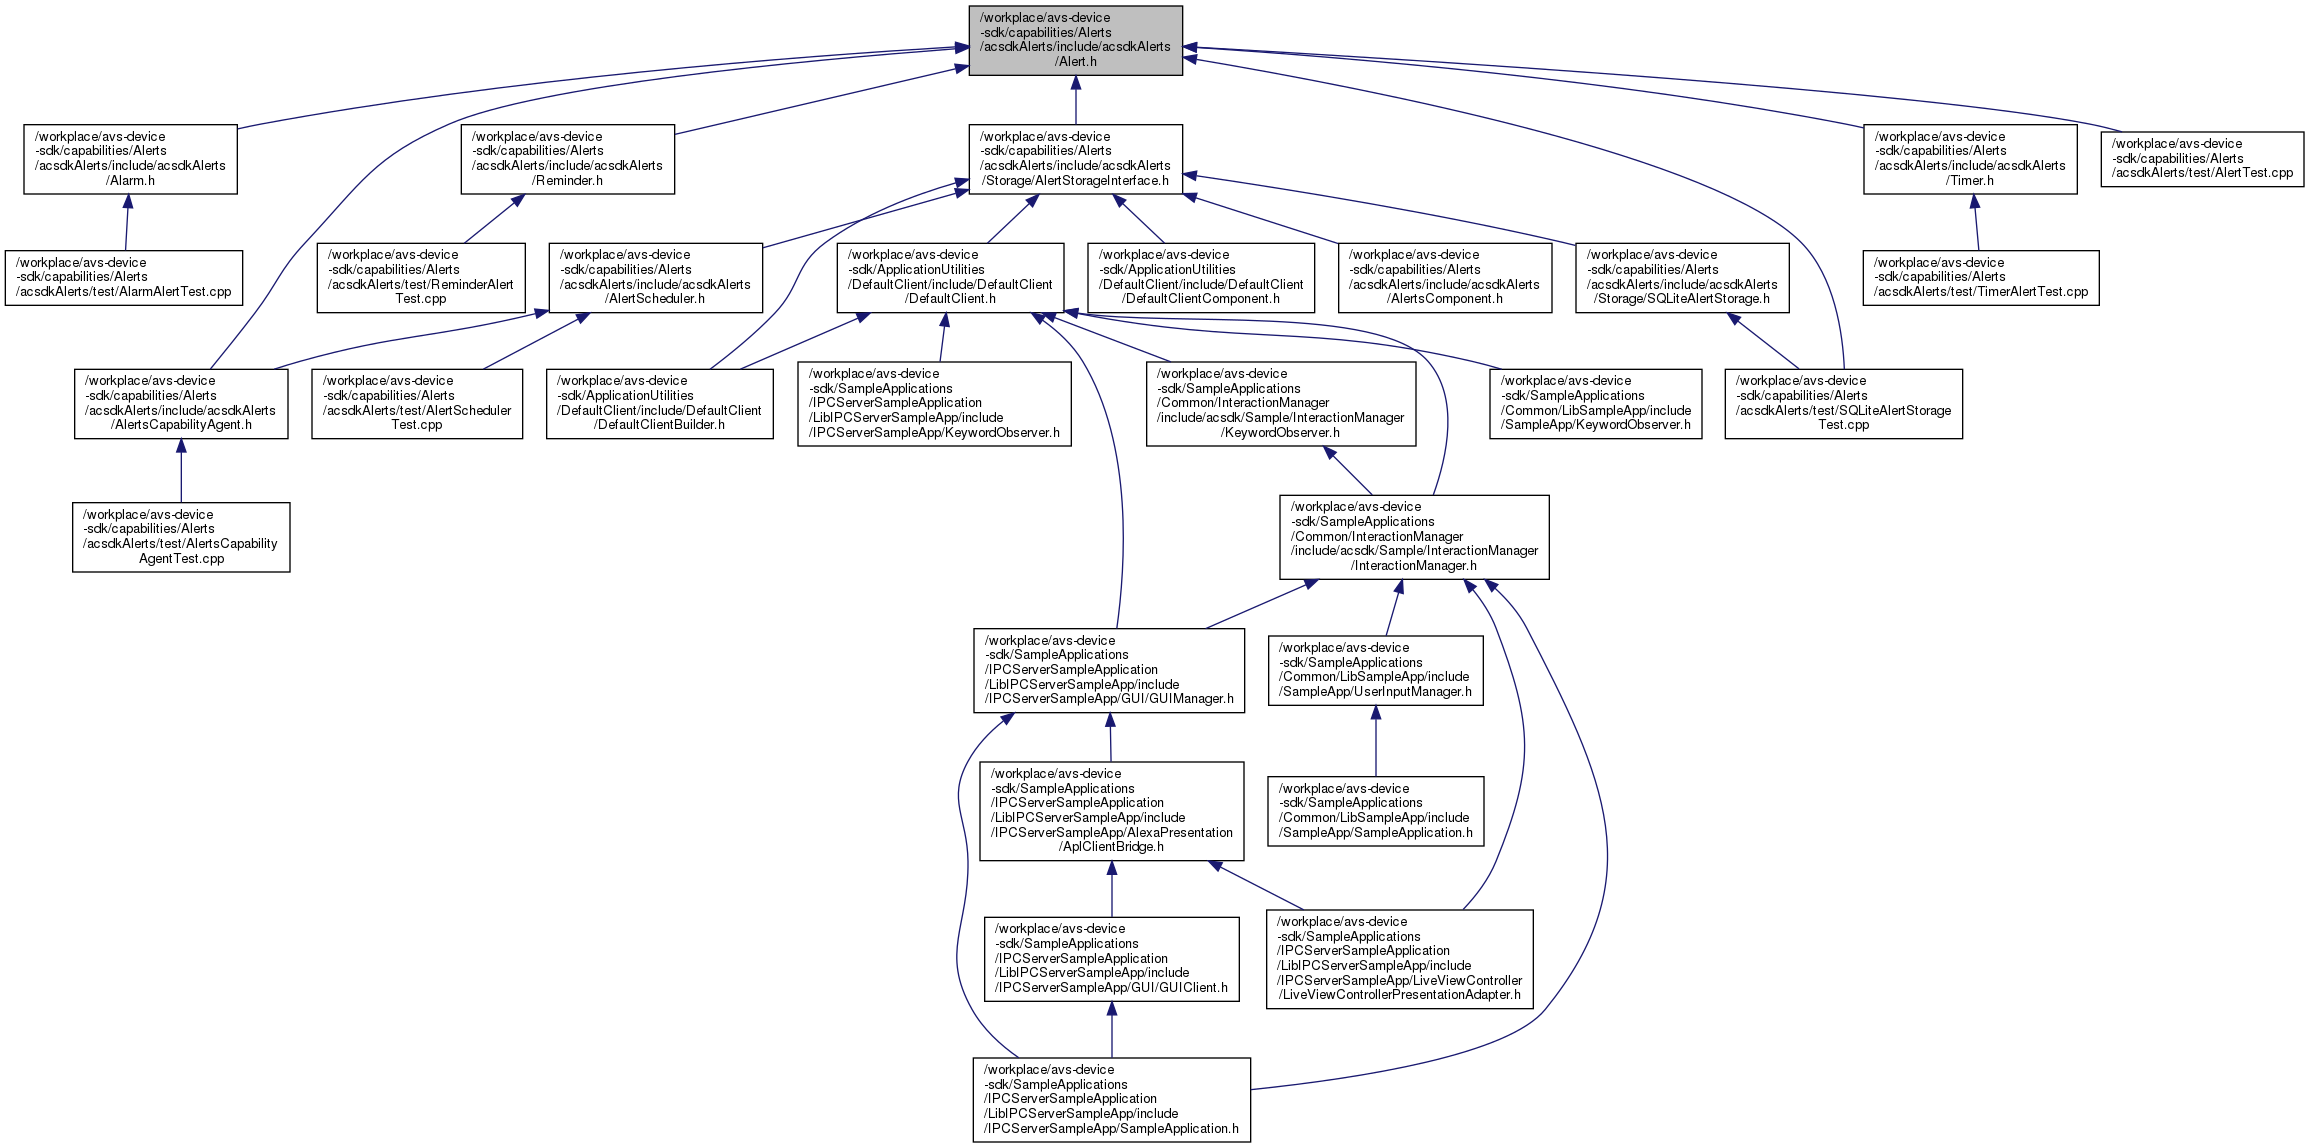 /workplace/avs-device
-sdk/capabilities/Alerts
/acsdkAlerts/include/acsdkAlerts
/Alert.h
/workplace/avs-device
-sdk/capabilities/Alerts
/acsdkAlerts/include/acsdkAlerts
/Alarm.h
/workplace/avs-device
-sdk/capabilities/Alerts
/acsdkAlerts/include/acsdkAlerts
/Reminder.h
/workplace/avs-device
-sdk/capabilities/Alerts
/acsdkAlerts/include/acsdkAlerts
/Storage/AlertStorageInterface.h
/workplace/avs-device
-sdk/capabilities/Alerts
/acsdkAlerts/include/acsdkAlerts
/Timer.h
/workplace/avs-device
-sdk/capabilities/Alerts
/acsdkAlerts/test/AlertTest.cpp
/workplace/avs-device
-sdk/capabilities/Alerts
/acsdkAlerts/test/AlarmAlertTest.cpp
/workplace/avs-device
-sdk/capabilities/Alerts
/acsdkAlerts/test/ReminderAlert
Test.cpp
/workplace/avs-device
-sdk/capabilities/Alerts
/acsdkAlerts/include/acsdkAlerts
/AlertScheduler.h
/workplace/avs-device
-sdk/ApplicationUtilities
/DefaultClient/include/DefaultClient
/DefaultClient.h
/workplace/avs-device
-sdk/ApplicationUtilities
/DefaultClient/include/DefaultClient
/DefaultClientComponent.h
/workplace/avs-device
-sdk/capabilities/Alerts
/acsdkAlerts/include/acsdkAlerts
/AlertsComponent.h
/workplace/avs-device
-sdk/capabilities/Alerts
/acsdkAlerts/include/acsdkAlerts
/Storage/SQLiteAlertStorage.h
/workplace/avs-device
-sdk/capabilities/Alerts
/acsdkAlerts/test/TimerAlertTest.cpp
/workplace/avs-device
-sdk/capabilities/Alerts
/acsdkAlerts/include/acsdkAlerts
/AlertsCapabilityAgent.h
/workplace/avs-device
-sdk/capabilities/Alerts
/acsdkAlerts/test/AlertScheduler
Test.cpp
/workplace/avs-device
-sdk/ApplicationUtilities
/DefaultClient/include/DefaultClient
/DefaultClientBuilder.h
/workplace/avs-device
-sdk/SampleApplications
/IPCServerSampleApplication
/LibIPCServerSampleApp/include
/IPCServerSampleApp/KeywordObserver.h
/workplace/avs-device
-sdk/SampleApplications
/Common/InteractionManager
/include/acsdk/Sample/InteractionManager
/KeywordObserver.h
/workplace/avs-device
-sdk/SampleApplications
/Common/LibSampleApp/include
/SampleApp/KeywordObserver.h
/workplace/avs-device
-sdk/capabilities/Alerts
/acsdkAlerts/test/SQLiteAlertStorage
Test.cpp
/workplace/avs-device
-sdk/capabilities/Alerts
/acsdkAlerts/test/AlertsCapability
AgentTest.cpp
/workplace/avs-device
-sdk/SampleApplications
/Common/InteractionManager
/include/acsdk/Sample/InteractionManager
/InteractionManager.h
/workplace/avs-device
-sdk/SampleApplications
/IPCServerSampleApplication
/LibIPCServerSampleApp/include
/IPCServerSampleApp/GUI/GUIManager.h
/workplace/avs-device
-sdk/SampleApplications
/Common/LibSampleApp/include
/SampleApp/UserInputManager.h
/workplace/avs-device
-sdk/SampleApplications
/IPCServerSampleApplication
/LibIPCServerSampleApp/include
/IPCServerSampleApp/AlexaPresentation
/AplClientBridge.h
/workplace/avs-device
-sdk/SampleApplications
/Common/LibSampleApp/include
/SampleApp/SampleApplication.h
/workplace/avs-device
-sdk/SampleApplications
/IPCServerSampleApplication
/LibIPCServerSampleApp/include
/IPCServerSampleApp/GUI/GUIClient.h
/workplace/avs-device
-sdk/SampleApplications
/IPCServerSampleApplication
/LibIPCServerSampleApp/include
/IPCServerSampleApp/LiveViewController
/LiveViewControllerPresentationAdapter.h
/workplace/avs-device
-sdk/SampleApplications
/IPCServerSampleApplication
/LibIPCServerSampleApp/include
/IPCServerSampleApp/SampleApplication.h